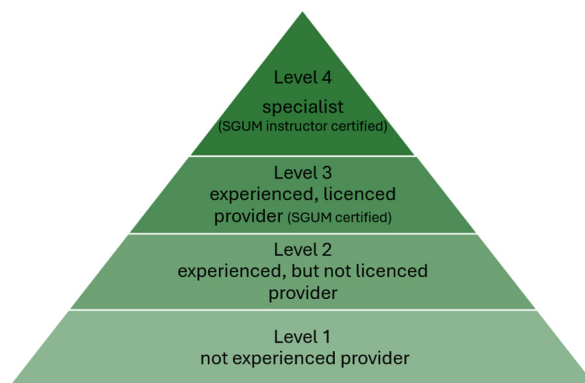 Level 4
specialist
(SGUM instructor certified)
Level 3
experienced, licenced
provider (SGUM certified)
Level 2
experienced, but not licenced
provider
Level 1
not experienced provider